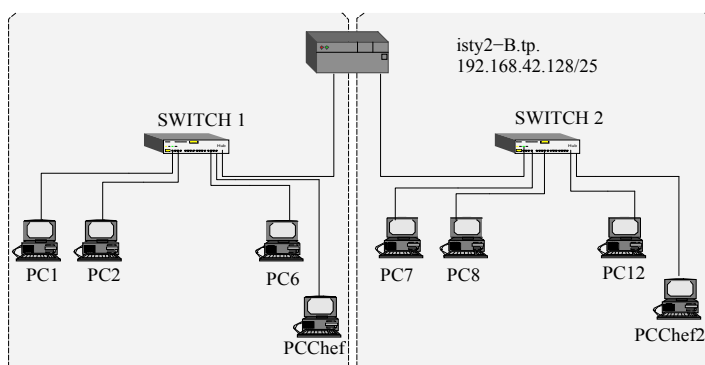 isty2−B.tp.
192.168.42.128/25
SWITCH 1
SWITCH 2
PC1
PC2
PC6
PCChef
PC7
PC8
PC12
PCChef2